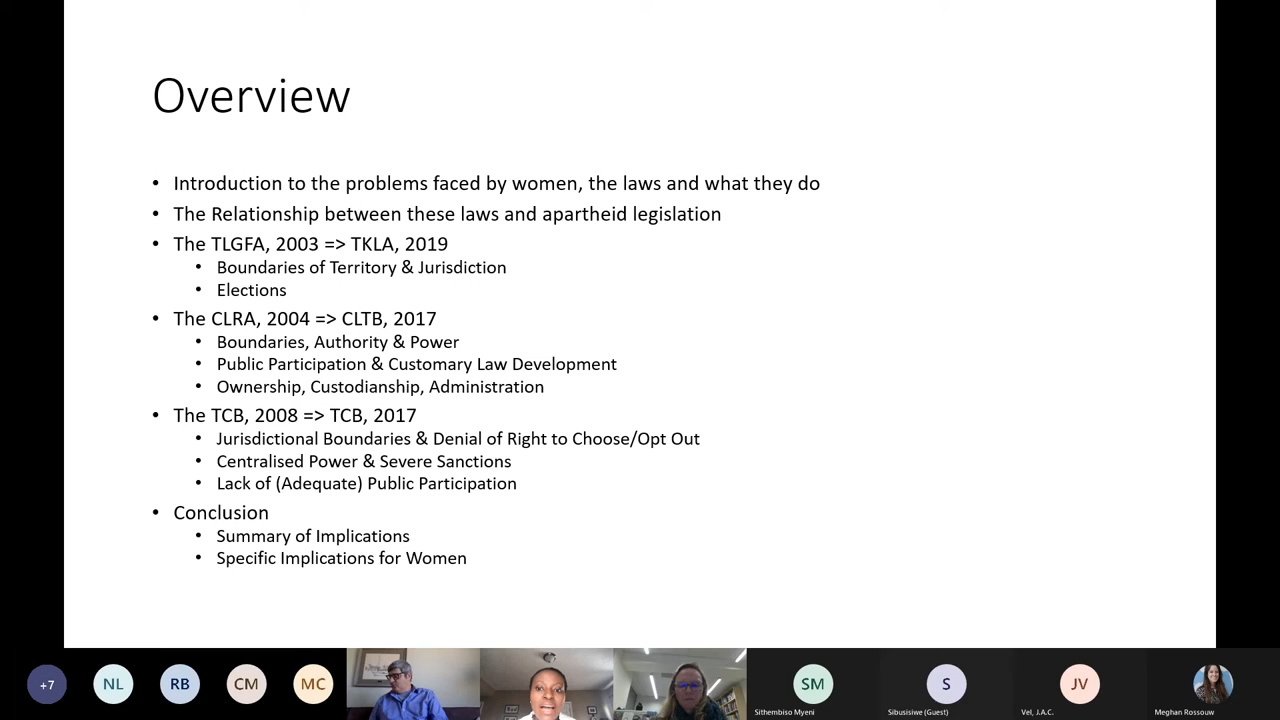 Overview
• Introduction to the problems faced by women, the laws and what they do
• The Relationship between these laws and apartheid legislation
• The TLGFA, 2003 => TKLA, 2019
• Boundaries of Territory & Jurisdiction
• Elections
• The CLRA, 2004 => CLTB, 2017
• Boundaries, Authority & Power
• Public Participation & Customary Law Development
• Ownership, Custodianship, Administration
• The TCB, 2008 => TCB, 2017
• Jurisdictional Boundaries & Denial of Right to Choose/Opt Out
• Centralised Power & Severe Sanctions
• Lack of (Adequate) Public Participation
• Conclusion
• Summary of Implications
• Specific Implications for Women
+7 NL RB CM MC SM S JV
Sithembiso Myeni Sibusisiwe (Guest) Vel, J.A.C. Meghan Rossouw